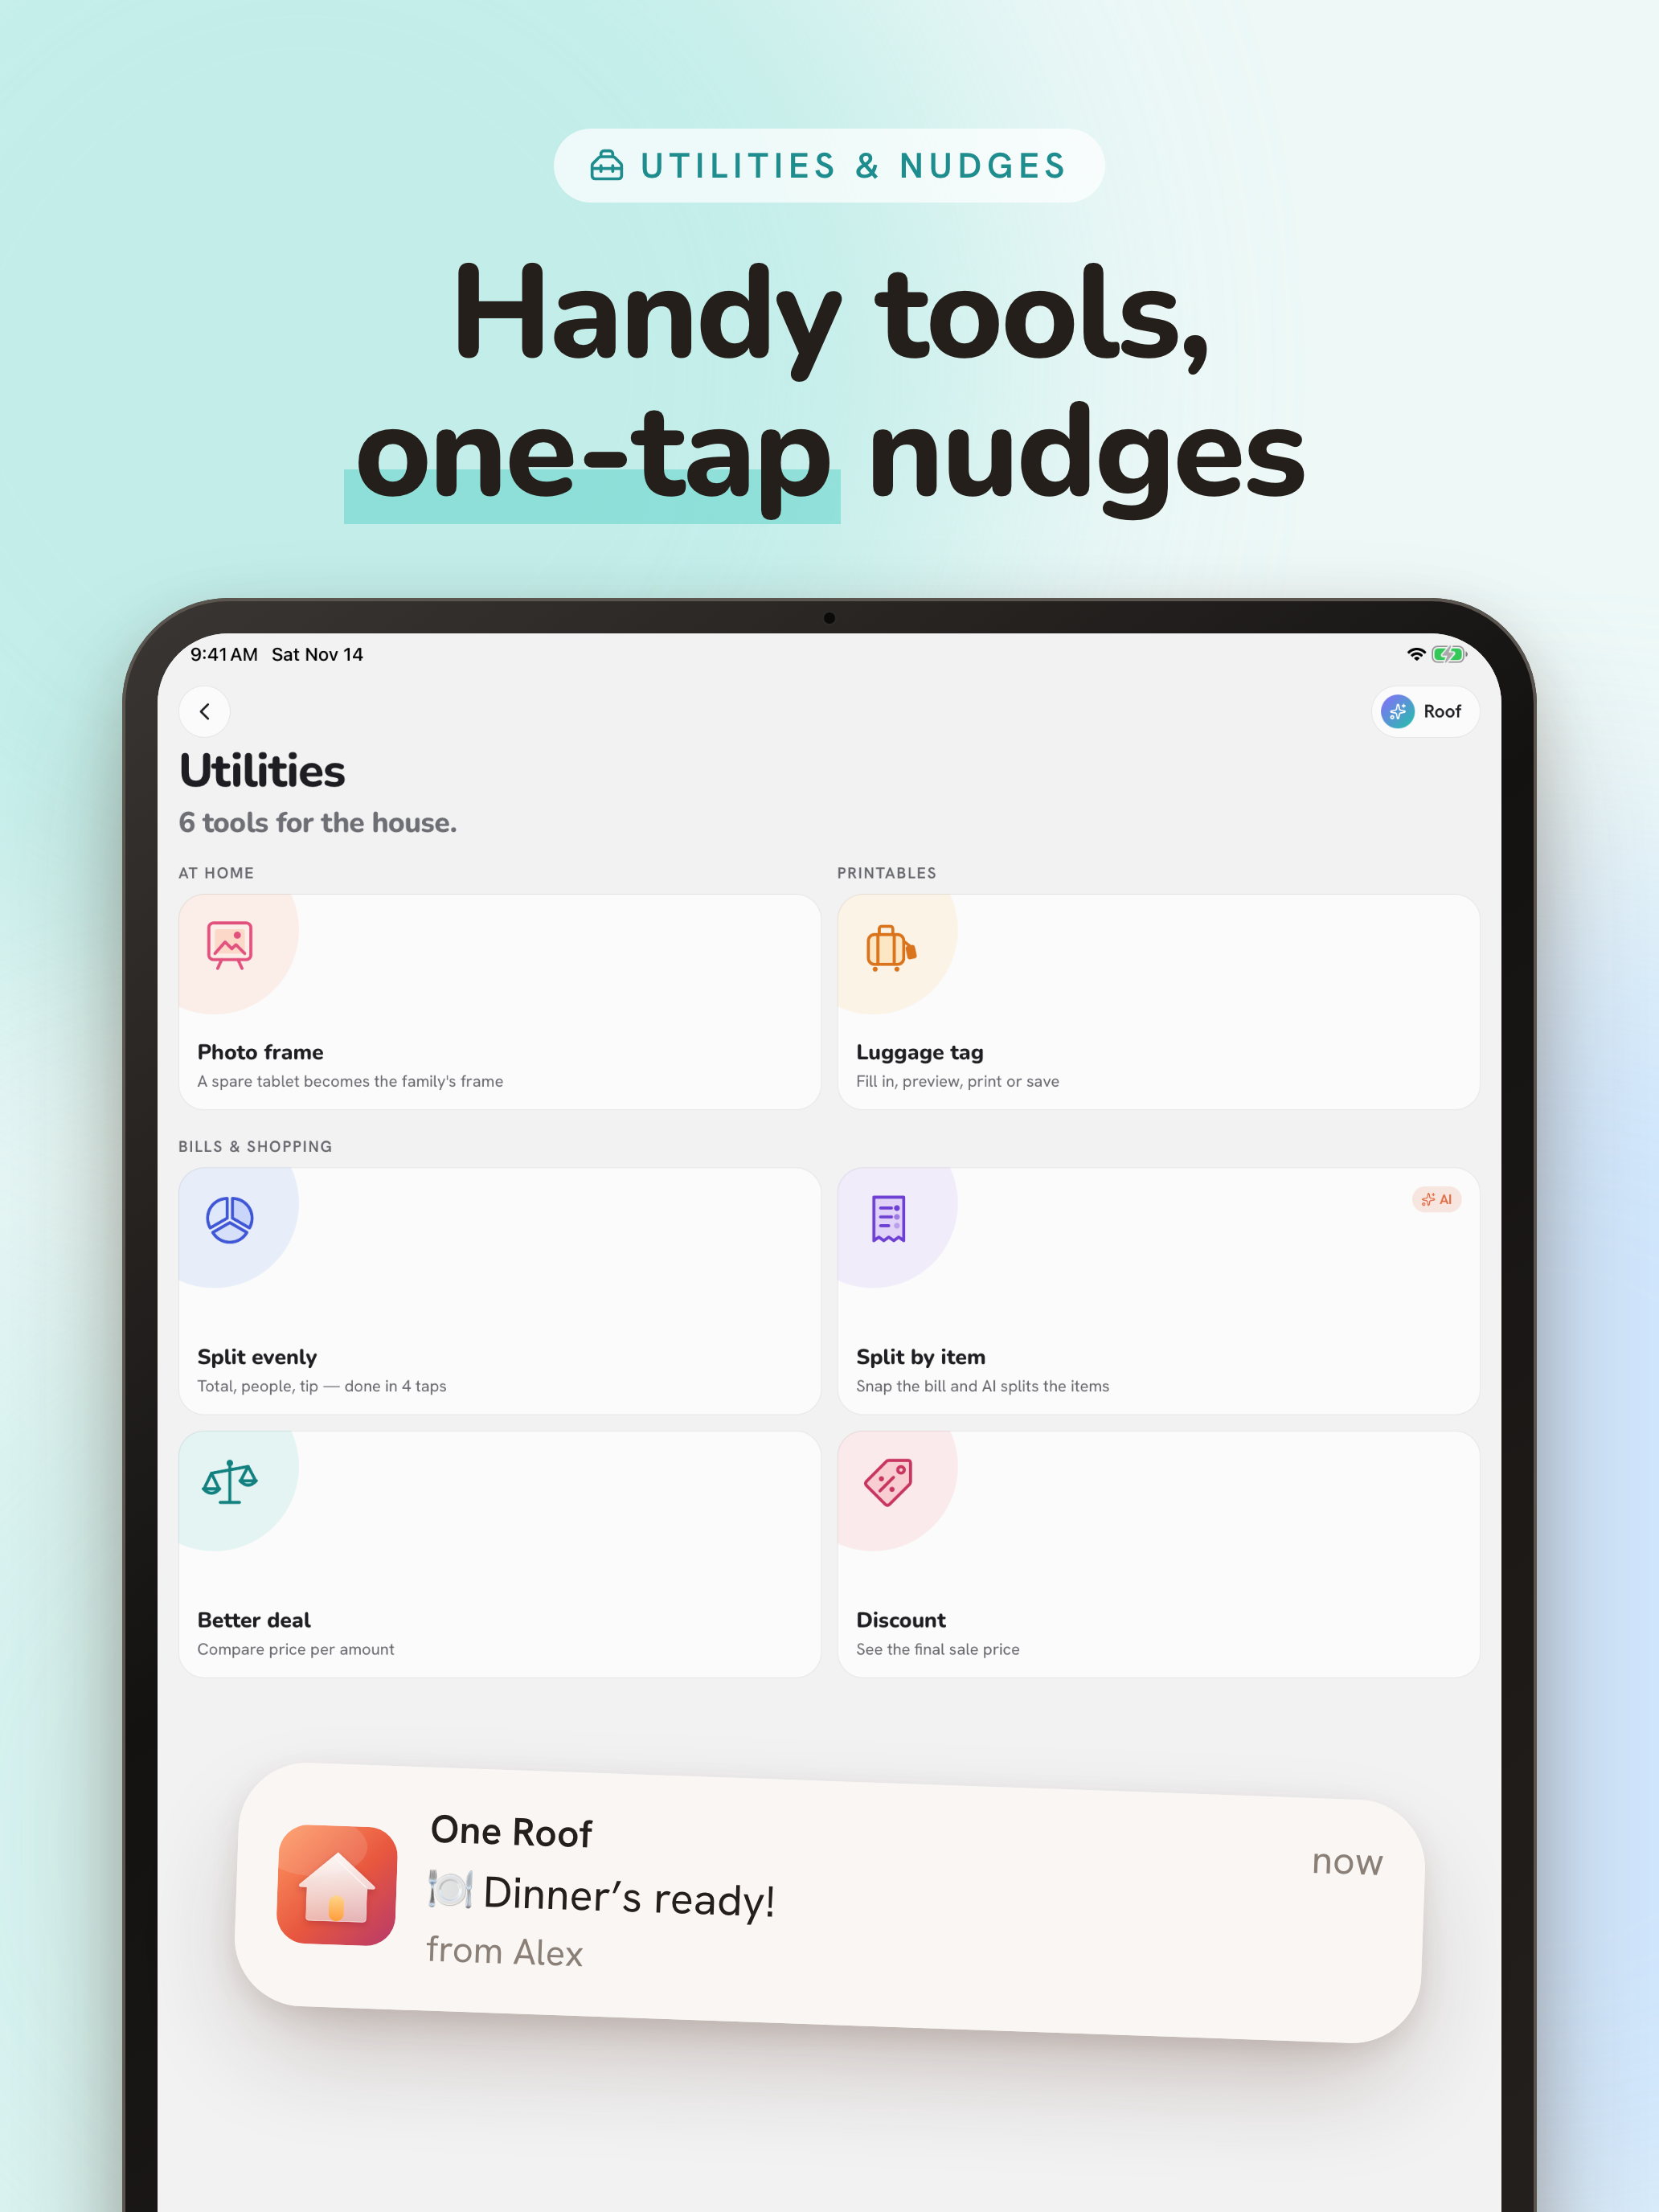 UTILITIES & NUDGES
Handy tools,
one-tap nudges
9:41 AM Sat Nov 14
Roof
Utilities
6 tools for the house.
AT HOME
PRINTABLES
Photo frame
A spare tablet becomes the family's frame
Luggage tag
Fill in, preview, print or save
BILLS & SHOPPING
Split evenly
Total, people, tip — done in 4 taps
AI
Split by item
Snap the bill and AI splits the items
Better deal
Compare price per amount
Discount
See the final sale price
One Roof
now
🍽️ Dinner’s ready!
from Alex